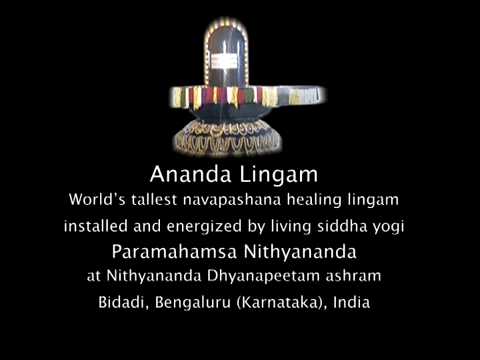 Ananda Lingam
World's tallest navapashana healing lingam
installed and energized by living siddha yogi
Paramahamsa Nithyananda
at Nithyananda Dhyanapeetam ashram
Bidadi, Bengaluru (Karnataka), India